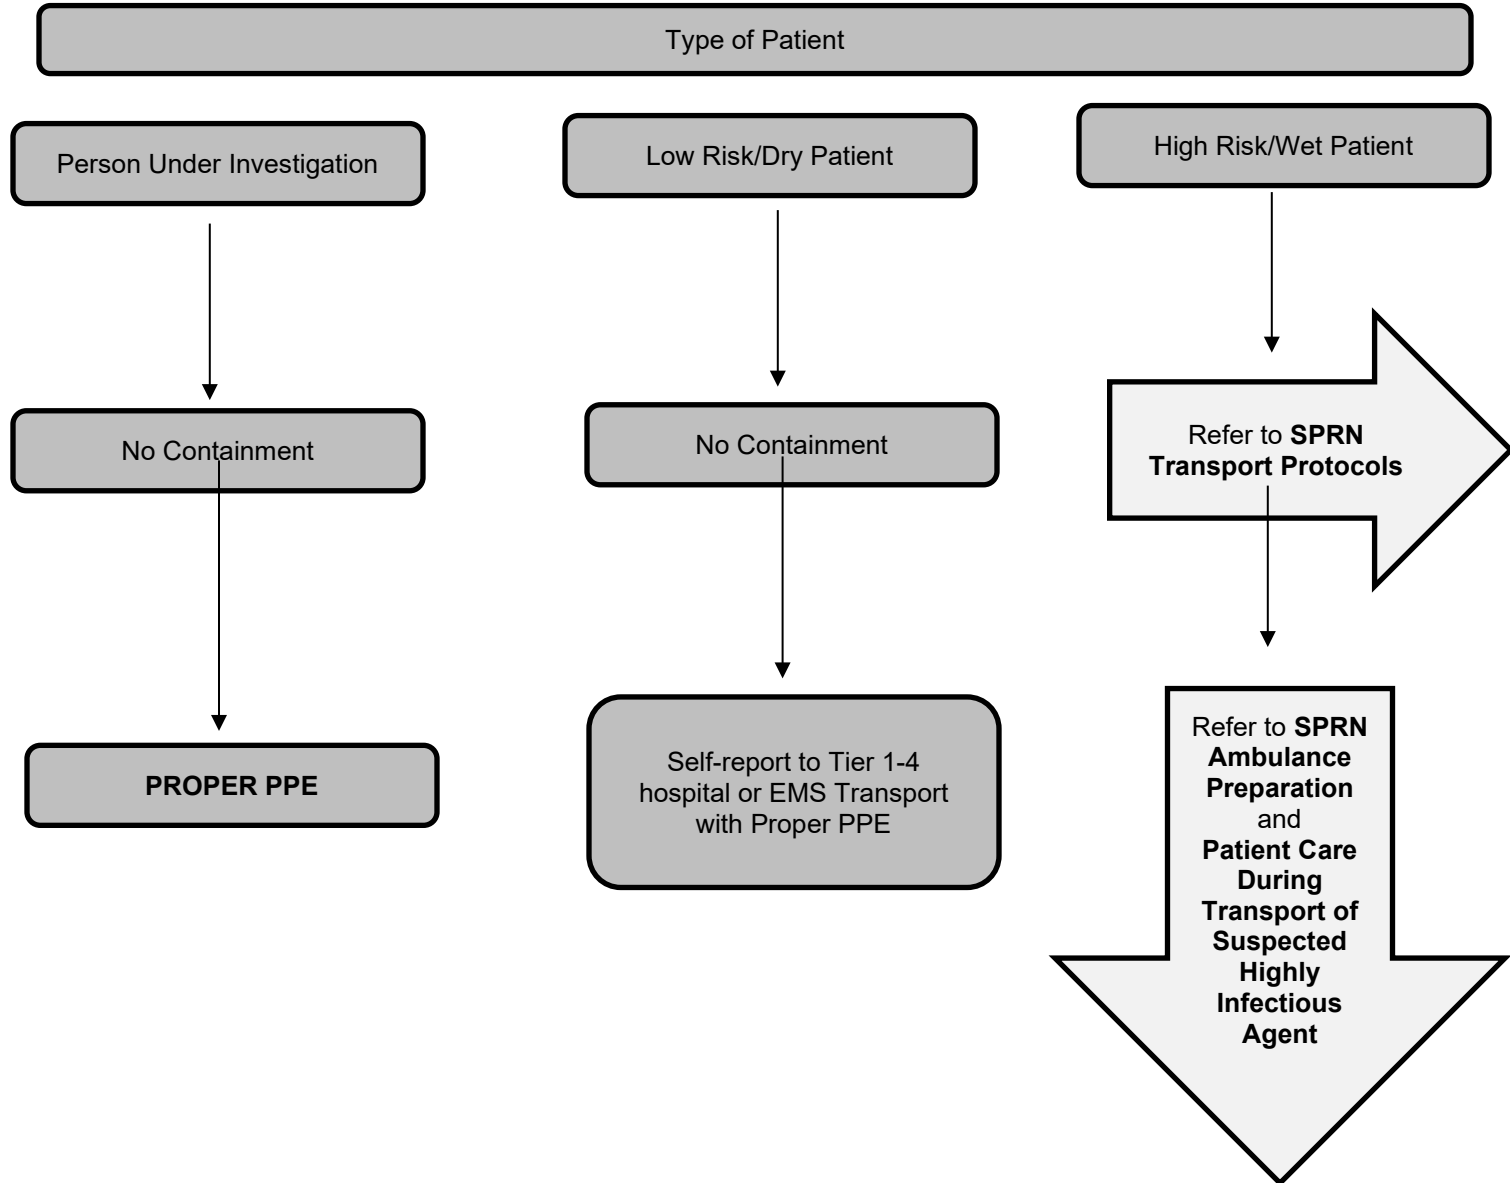 Type of Patient
Person Under Investigation
Low Risk/Dry Patient
High Risk/Wet Patient
No Containment
No Containment
Refer to SPRN
Transport Protocols
PROPER PPE
Self-report to Tier 1-4
hospital or EMS Transport
with Proper PPE
Refer to SPRN
Ambulance
Preparation
and
Patient Care
During
Transport of
Suspected
Highly
Infectious
Agent